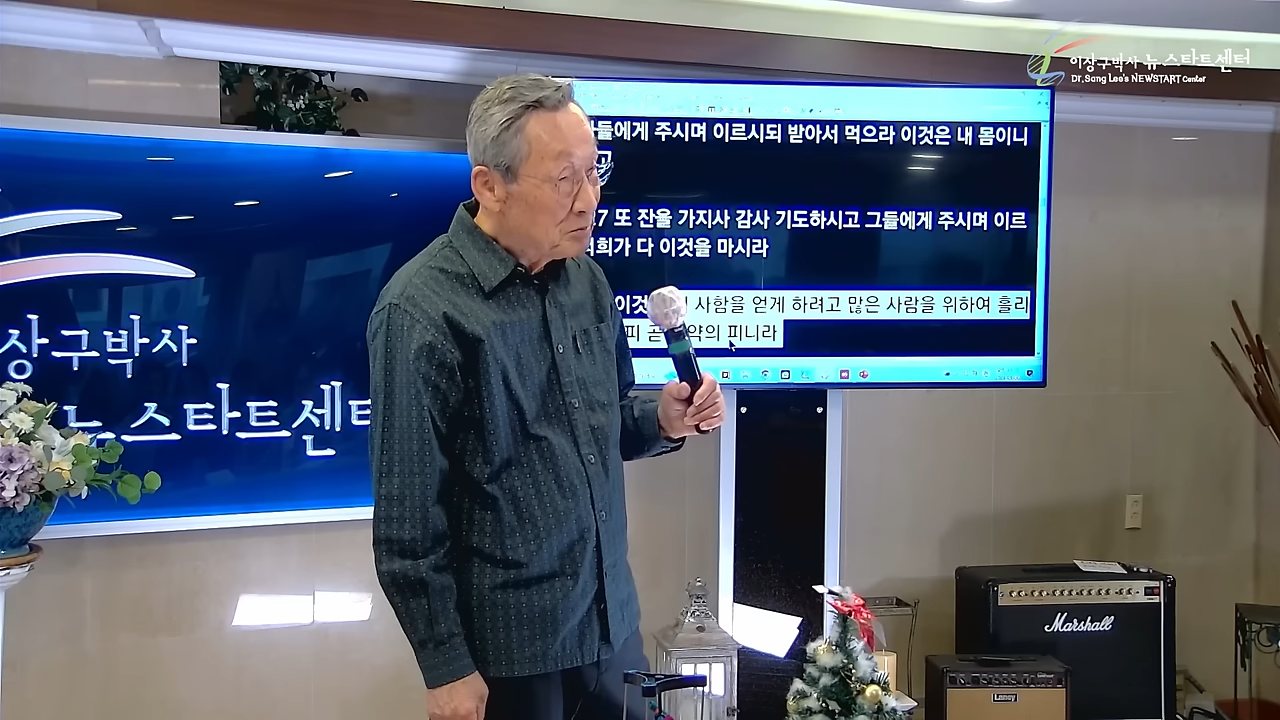 이상구박사 뉴스타트센터
Dr. Sang Lee's NEWSTART Center
들에게 주시며 이르시되 받아서 먹으라 이것은 내 몸이니
7 또 잔을 가지사 감사 기도하시고 그들에게 주시며 이르
희가 다 이것을 마시라
사함을 얻게 하려고 많은 사람을 위하여 흘리
피 곧 약의 피니라
상구박사
뉴스타트센터
Marshall
Laney